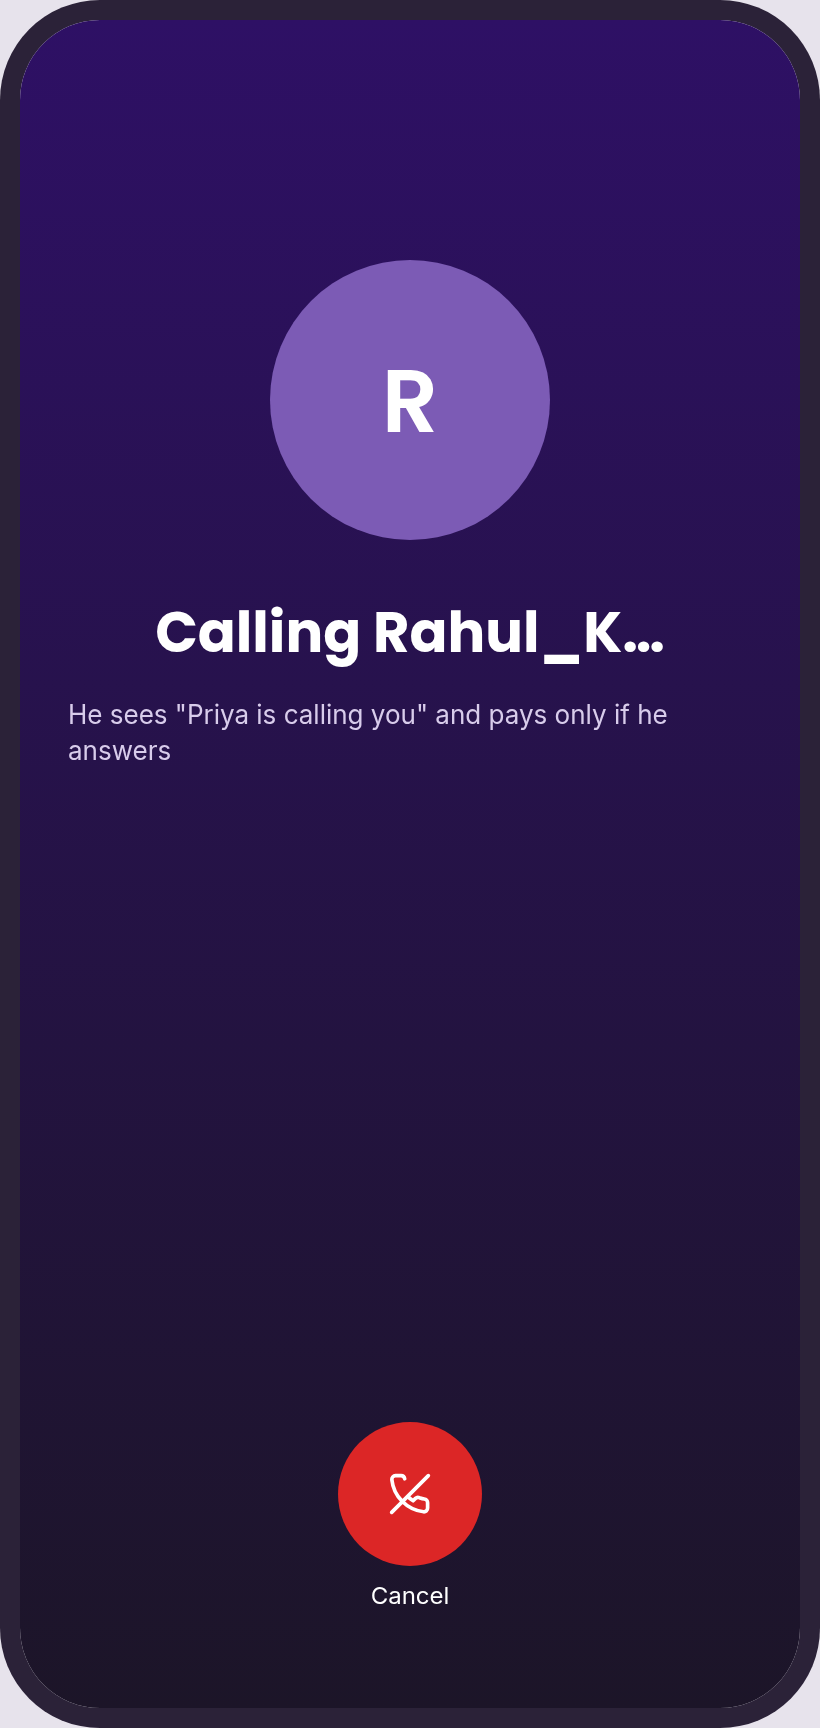 R
Calling Rahul_K…
He sees "Priya is calling you" and pays only if he
answers
Cancel